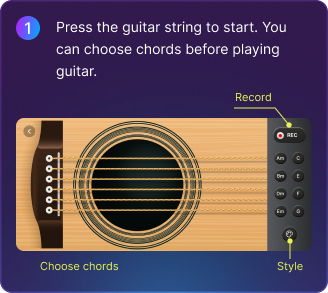 1
Press the guitar string to start. You
can choose chords before playing
guitar.
Record
REC
Am C
Bm E
Dm F
Em G
Choose chords
Style